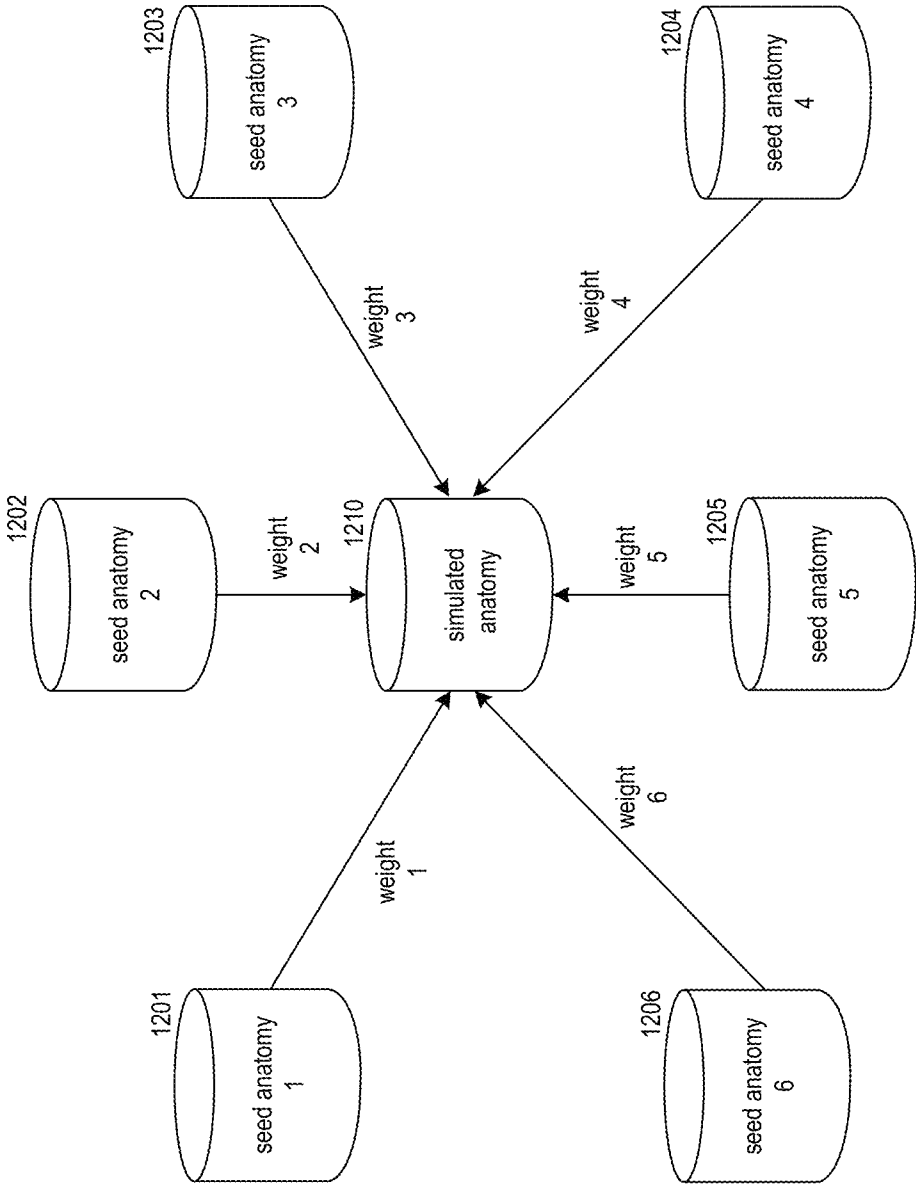 1201
seed anatomy
1
1202
seed anatomy
2
1203
seed anatomy
3
weight
1
weight
2
weight
3
1210
simulated
anatomy
weight
6
weight
5
weight
4
1206
seed anatomy
6
1205
seed anatomy
5
1204
seed anatomy
4